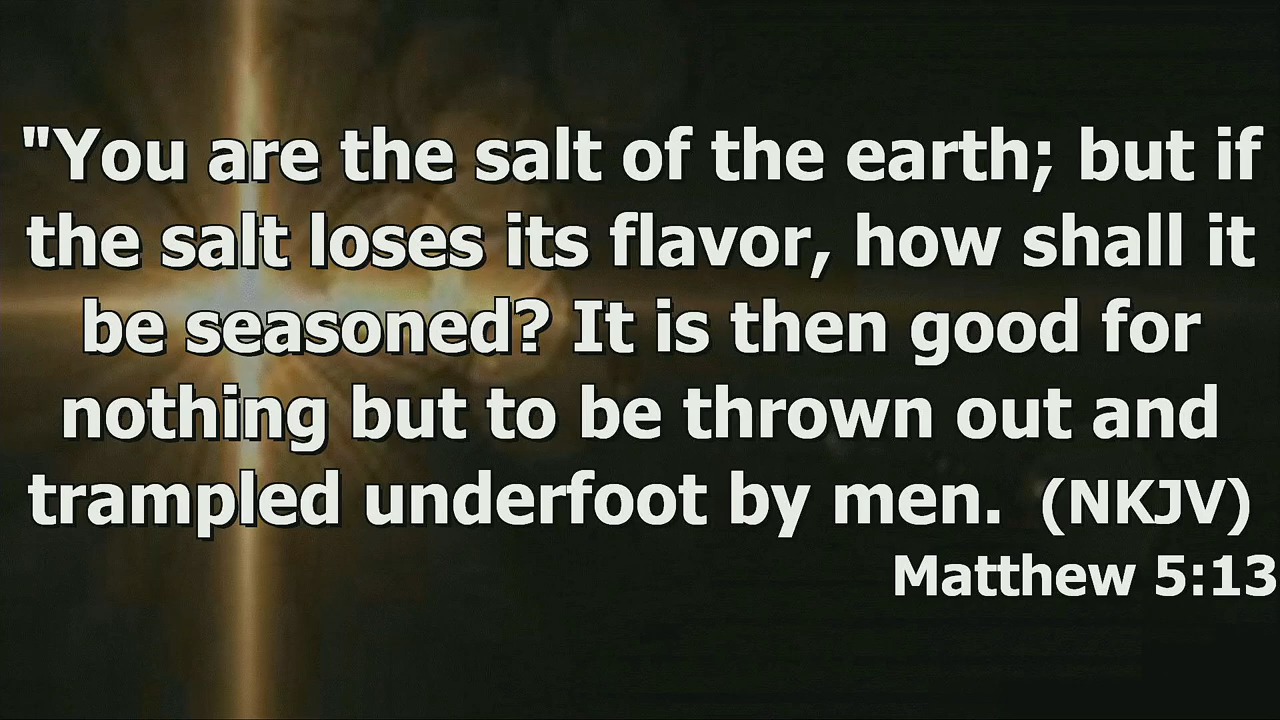 "You are the salt of the earth; but if
the salt loses its flavor, how shall it
be seasoned? It is then good for
nothing but to be thrown out and
trampled underfoot by men.  (NKJV)
Matthew 5:13